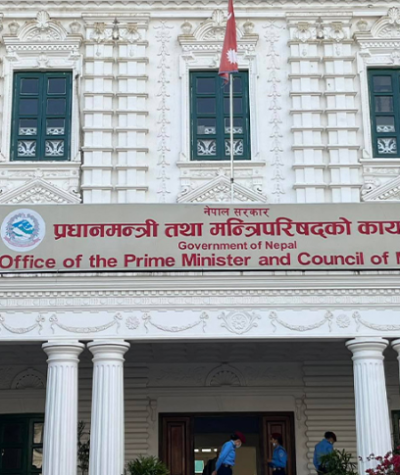 नेपाल सरकार
प्रधानमन्त्री तथा मन्त्रिपरिषद्को
Government of Nepal
Office of the Prime Minister and Council of